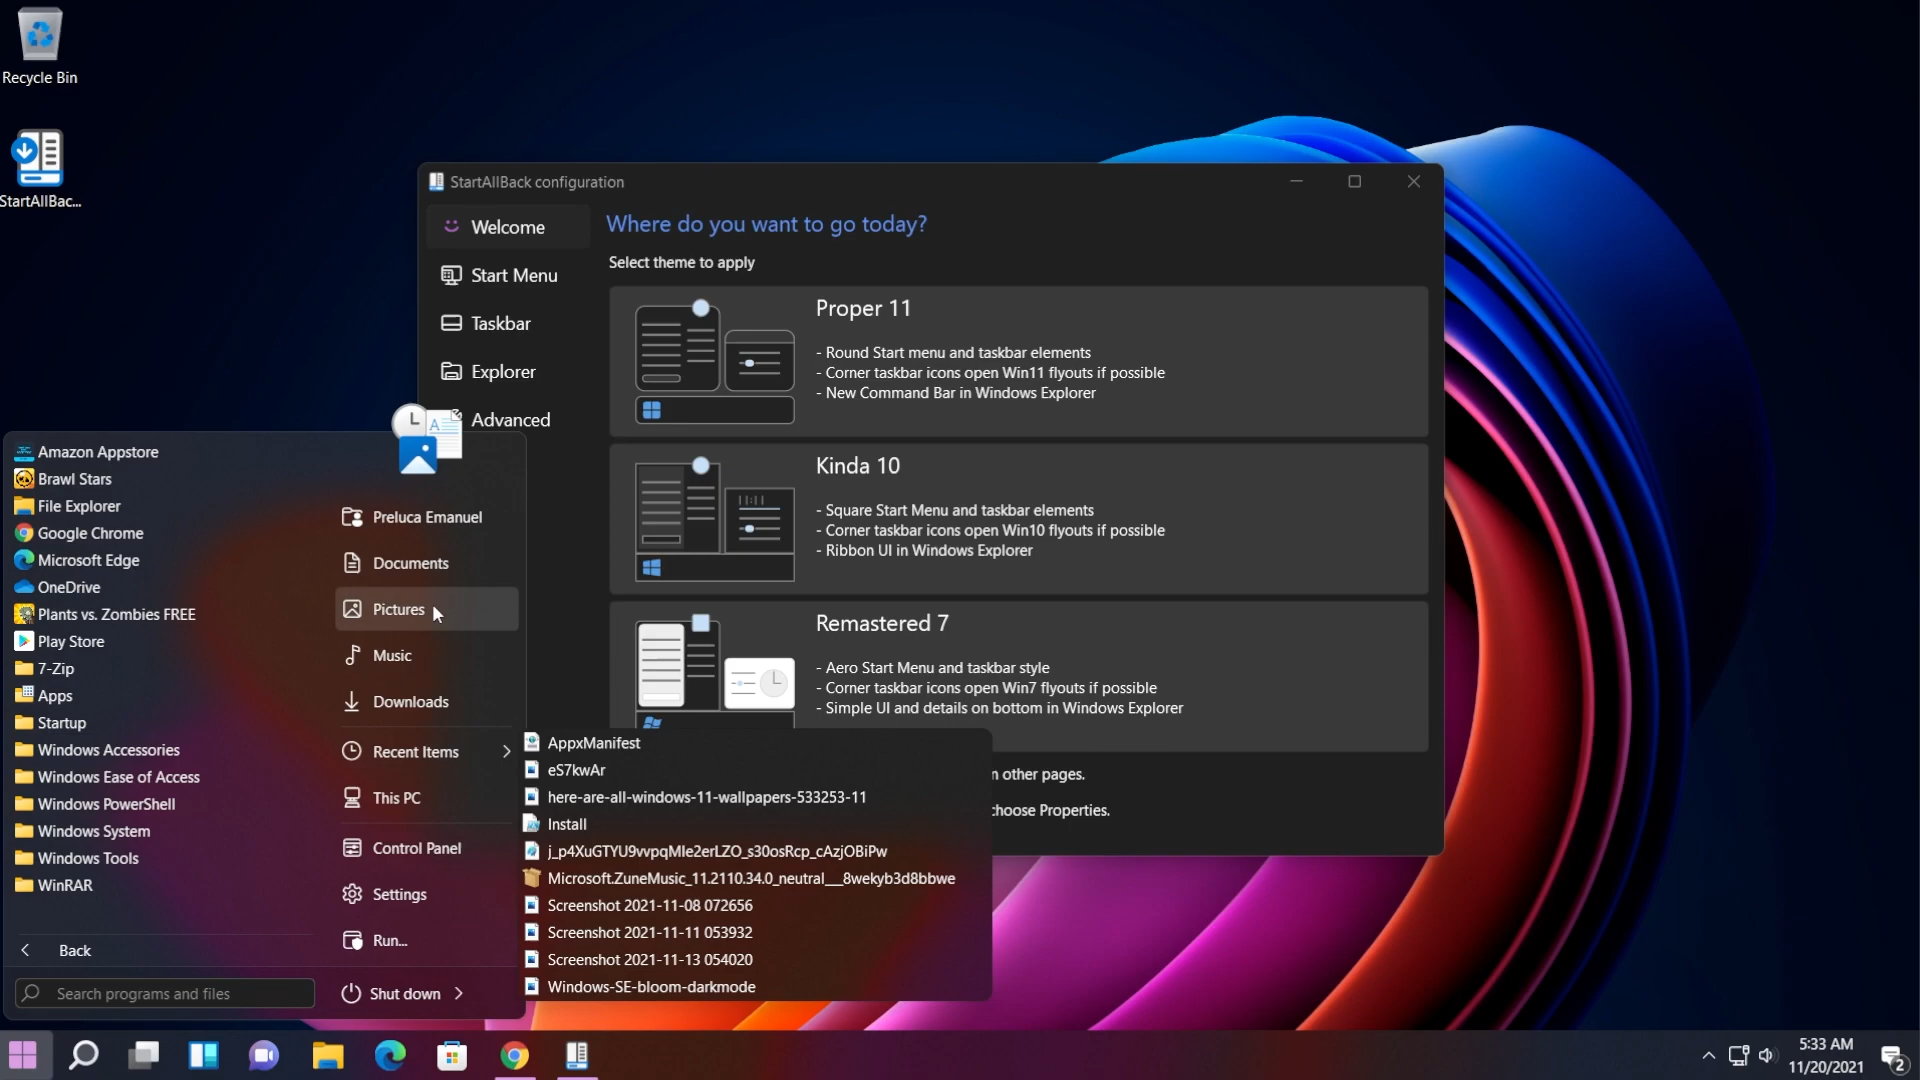 Recycle Bin
StartAllBac...
StartAllBack configuration
Welcome
Start Menu
Taskbar
Explorer
Advanced
Where do you want to go today?
Select theme to apply
Proper 11
- Round Start menu and taskbar elements
- Corner taskbar icons open Win11 flyouts if possible
- New Command Bar in Windows Explorer
Kinda 10
- Square Start Menu and taskbar elements
- Corner taskbar icons open Win10 flyouts if possible
- Ribbon UI in Windows Explorer
Remastered 7
- Aero Start Menu and taskbar style
- Corner taskbar icons open Win7 flyouts if possible
- Simple UI and details on bottom in Windows Explorer
n other pages.
choose Properties.
Amazon Appstore
Brawl Stars
File Explorer
Google Chrome
Microsoft Edge
OneDrive
Plants vs. Zombies FREE
Play Store
7-Zip
Apps
Startup
Windows Accessories
Windows Ease of Access
Windows PowerShell
Windows System
Windows Tools
WinRAR
Back
Search programs and files
Preluca Emanuel
Documents
Pictures
Music
Downloads
Recent Items
This PC
Control Panel
Settings
Run...
Shut down
AppxManifest
eS7kwAr
here-are-all-windows-11-wallpapers-533253-11
Install
j_p4XuGTYU9vvpqMIe2erLZO_s30osRcp_cAzjOBiPw
Microsoft.ZuneMusic_11.2110.34.0_neutral___8wekyb3d8bbwe
Screenshot 2021-11-08 072656
Screenshot 2021-11-11 053932
Screenshot 2021-11-13 054020
Windows-SE-bloom-darkmode
5:33 AM
11/20/2021
2